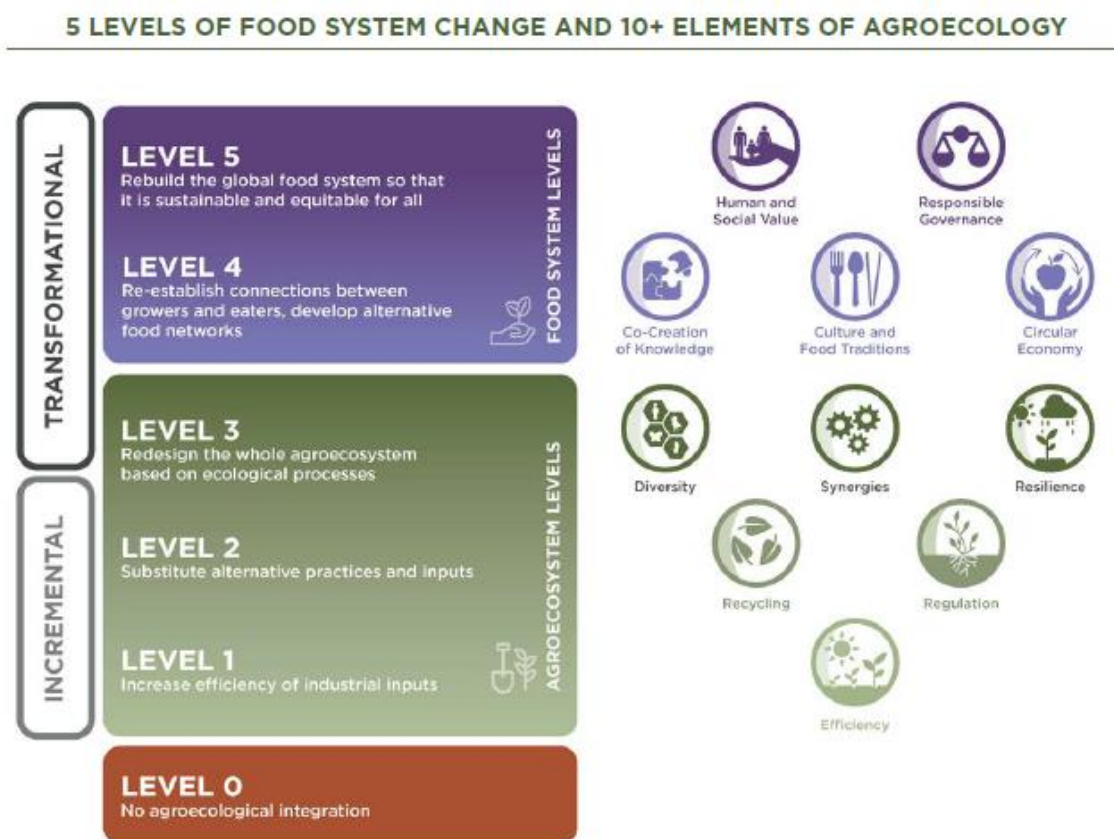 5 LEVELS OF FOOD SYSTEM CHANGE AND 10+ ELEMENTS OF AGROECOLOGY
TRANSFORMATIONAL
INCREMENTAL
LEVEL 5
Rebuild the global food system so that
it is sustainable and equitable for all
LEVEL 4
Re-establish connections between
growers and eaters, develop alternative
food networks
FOOD SYSTEM LEVELS
LEVEL 3
Redesign the whole agroecosystem
based on ecological processes
LEVEL 2
Substitute alternative practices and inputs
LEVEL 1
Increase efficiency of industrial inputs
AGROECOSYSTEM LEVELS
LEVEL 0
No agroecological integration
Human and
Social Value
Responsible
Governance
Co-Creation
of Knowledge
Culture and
Food Traditions
Circular
Economy
Diversity
Synergies
Resilience
Recycling
Regulation
Efficiency